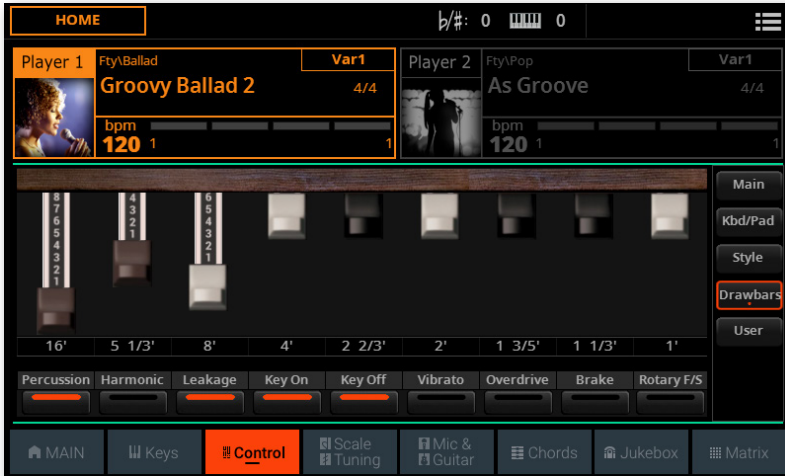 HOME
b/#: 0 0
Player 1 Fty\Ballad Var1
Groovy Ballad 2 4/4
bpm
120 1 1
Player 2 Fty\Pop Var1
As Groove 4/4
bpm
120 1 1
8 7 6 5 4 3 2 1
4 3 2 1
6 5 4 3 2 1
16' 5 1/3' 8' 4' 2 2/3' 2' 1 3/5' 1 1/3' 1'
Percussion Harmonic Leakage Key On Key Off Vibrato Overdrive Brake Rotary F/S
Main
Kbd/Pad
Style
Drawbars
User
MAIN Keys Control Scale Tuning Mic & Guitar Chords Jukebox Matrix